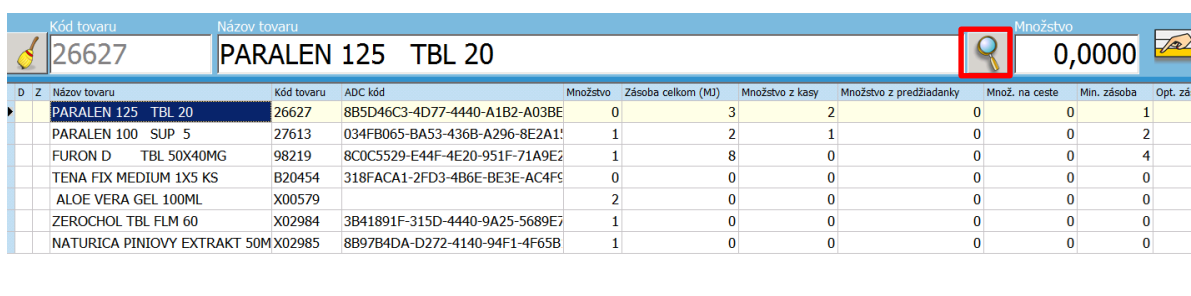 Kód tovaru Názov tovaru Množstvo
26627 PARALEN 125 TBL 20 0,0000
D Z Názov tovaru Kód tovaru ADC kód Množstvo Zásoba celkom (MJ) Množstvo z kasy Množstvo z predžiadanky Množ. na ceste Min. zásoba Opt. zá
PARALEN 125 TBL 20 26627 8B5D46C3-4D77-4440-A1B2-A03BE 0 3 2 0 0 1
PARALEN 100 SUP 5 27613 034FB065-BA53-436B-A296-8E2A1 1 2 1 0 0 2
FURON D TBL 50X40MG 98219 8C0C5529-E44F-4E20-951F-71A9E2 1 8 0 0 0 4
TENA FIX MEDIUM 1X5 KS B20454 318FACA1-2FD3-4B6E-BE3E-AC4F9 0 0 0 0 0 0
ALOE VERA GEL 100ML X00579 2 0 0 0 0 0
ZEROCHOL TBL FLM 60 X02984 3B41891F-315D-4440-9A25-5689E7 1 0 0 0 0 0
NATURICA PINIOVY EXTRAKT 50M X02985 8B97B4DA-D272-4140-94F1-4F65B 1 0 0 0 0 0